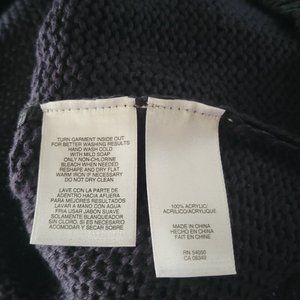 TURN GARMENT INSIDE OUT
FOR BETTER WASHING RESULTS
HAND WASH COLD
WITH MILD SOAP
ONLY NON-CHLORINE
BLEACH WHEN NEEDED
RESHAPE AND DRY FLAT
WARM IRON IF NECESSARY
DO NOT DRY CLEAN
LAVE CON LA PARTE DE
ADENTRO HACIA AFUERA
PARA MEJORES RESULTADOS
LAVAR A MANO CON AGUA
FRIA USAR JABON SUAVE
SOLAMENTE BLANQUEADOR
SIN CLORO, SI ES NECESARIO
ACOMODAR Y SECAR SOBRE
100% ACRYLIC/
ACRILICO/ACRYLIQUE
MADE IN CHINA
HECHO EN CHINA
FAIT EN CHINE
RN 54050
CA 08349